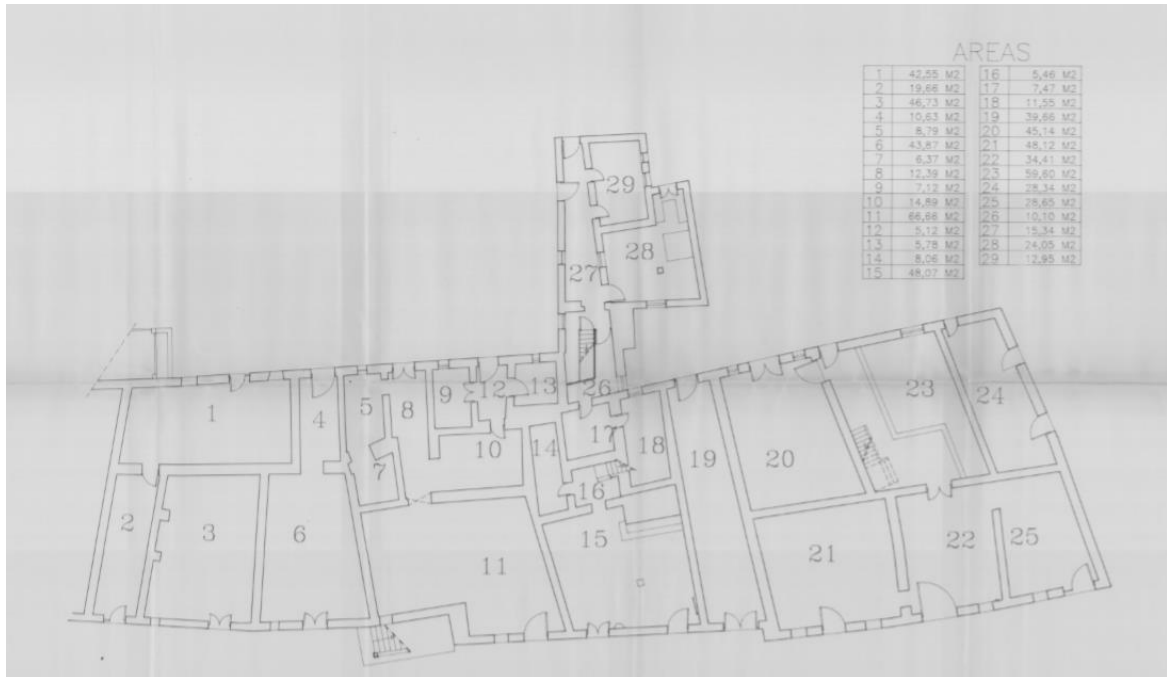 AREAS
1 42,55 M2 16 5,46 M2
2 19,66 M2 17 7,47 M2
3 46,73 M2 18 11,55 M2
4 10,63 M2 19 39,66 M2
5 8,79 M2 20 45,14 M2
6 43,87 M2 21 48,12 M2
7 6,37 M2 22 34,41 M2
8 12,39 M2 23 59,60 M2
9 7,12 M2 24 28,34 M2
10 14,89 M2 25 28,65 M2
11 66,66 M2 26 10,10 M2
12 5,12 M2 27 15,34 M2
13 5,78 M2 28 24,05 M2
14 8,06 M2 29 12,95 M2
15 48,07 M2
29
28
27
23
24
1
4
5
8
9
12
13
26
17
18
10
14
19
20
7
16
2
3
6
15
11
21
22
25